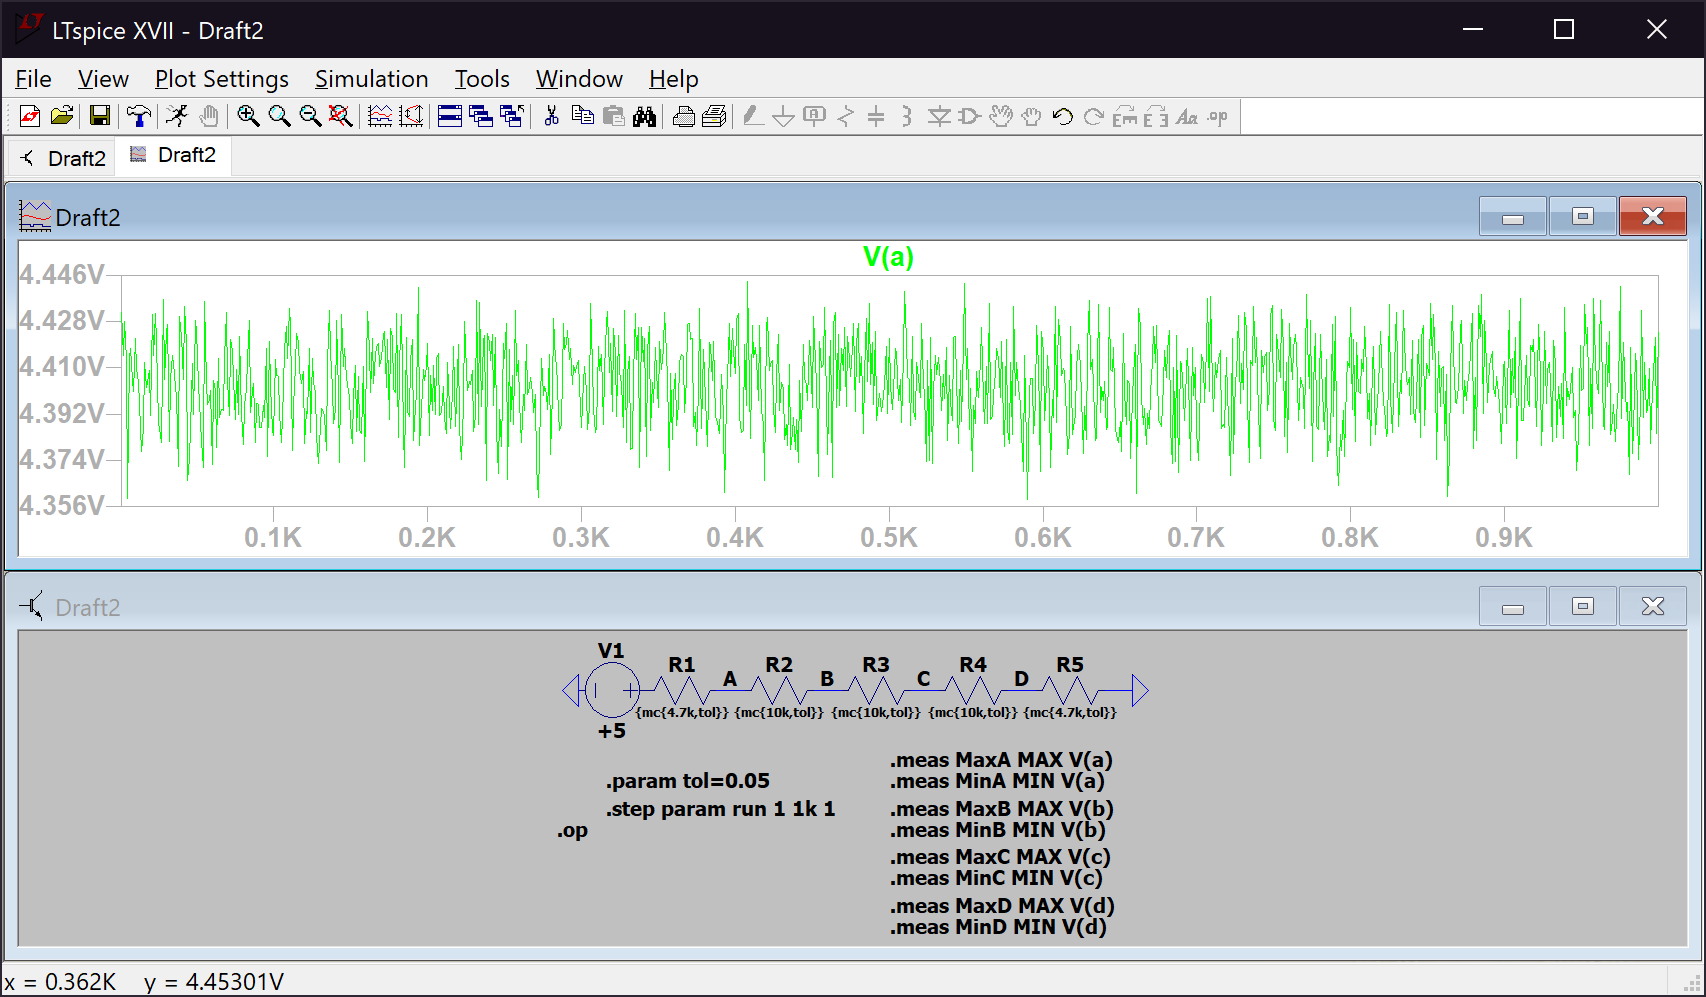 LTspice XVII - Draft2
File View Plot Settings Simulation Tools Window Help
Draft2 Draft2
Draft2
V(a)
4.446V
4.428V
4.410V
4.392V
4.374V
4.356V
0.1K 0.2K 0.3K 0.4K 0.5K 0.6K 0.7K 0.8K 0.9K
Draft2
V1 R1 A R2 B R3 C R4 D R5
{mc{4.7k,tol}} {mc{10k,tol}} {mc{10k,tol}} {mc{10k,tol}} {mc{4.7k,tol}}
+5
.param tol=0.05
.step param run 1 1k 1
.op
.meas MaxA MAX V(a)
.meas MinA MIN V(a)
.meas MaxB MAX V(b)
.meas MinB MIN V(b)
.meas MaxC MAX V(c)
.meas MinC MIN V(c)
.meas MaxD MAX V(d)
.meas MinD MIN V(d)
x = 0.362K y = 4.45301V